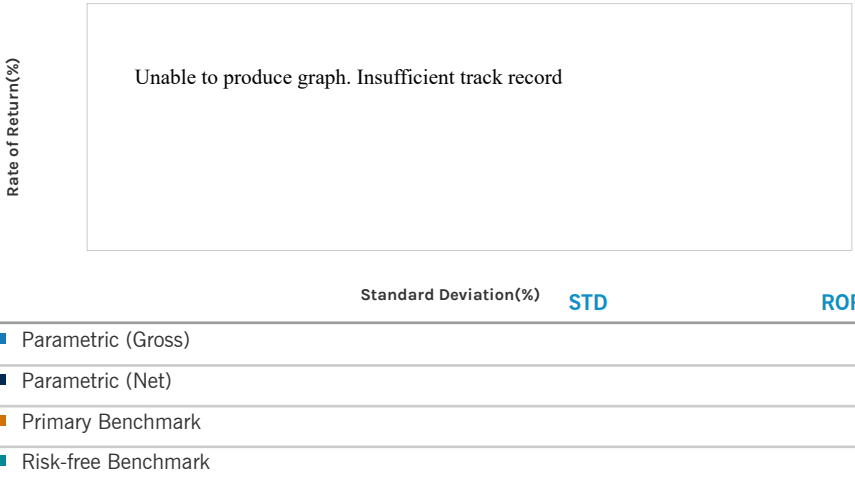 Rate of Return(%)
Unable to produce graph. Insufficient track record
Standard Deviation(%)
STD
ROR
Parametric (Gross)
Parametric (Net)
Primary Benchmark
Risk-free Benchmark